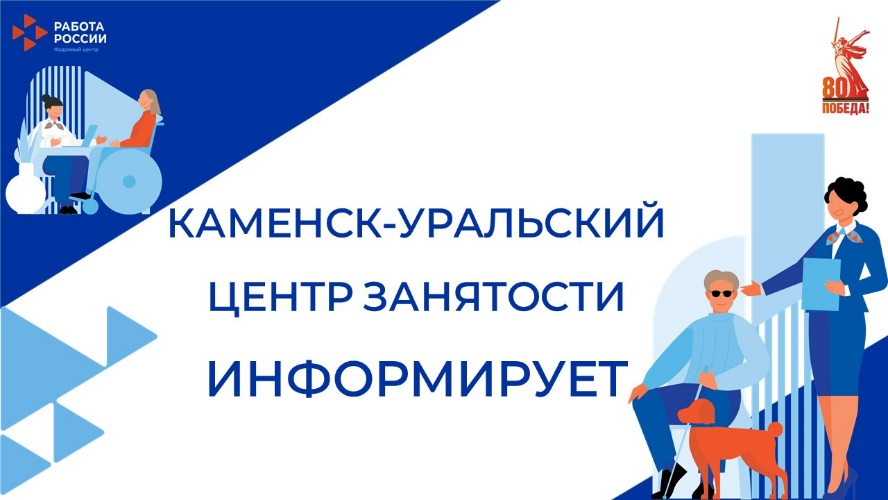 РАБОТА
РОССИИ
Кадровый центр
80
ПОБЕДА!
КАМЕНСК-УРАЛЬСКИЙ
ЦЕНТР ЗАНЯТОСТИ
ИНФОРМИРУЕТ